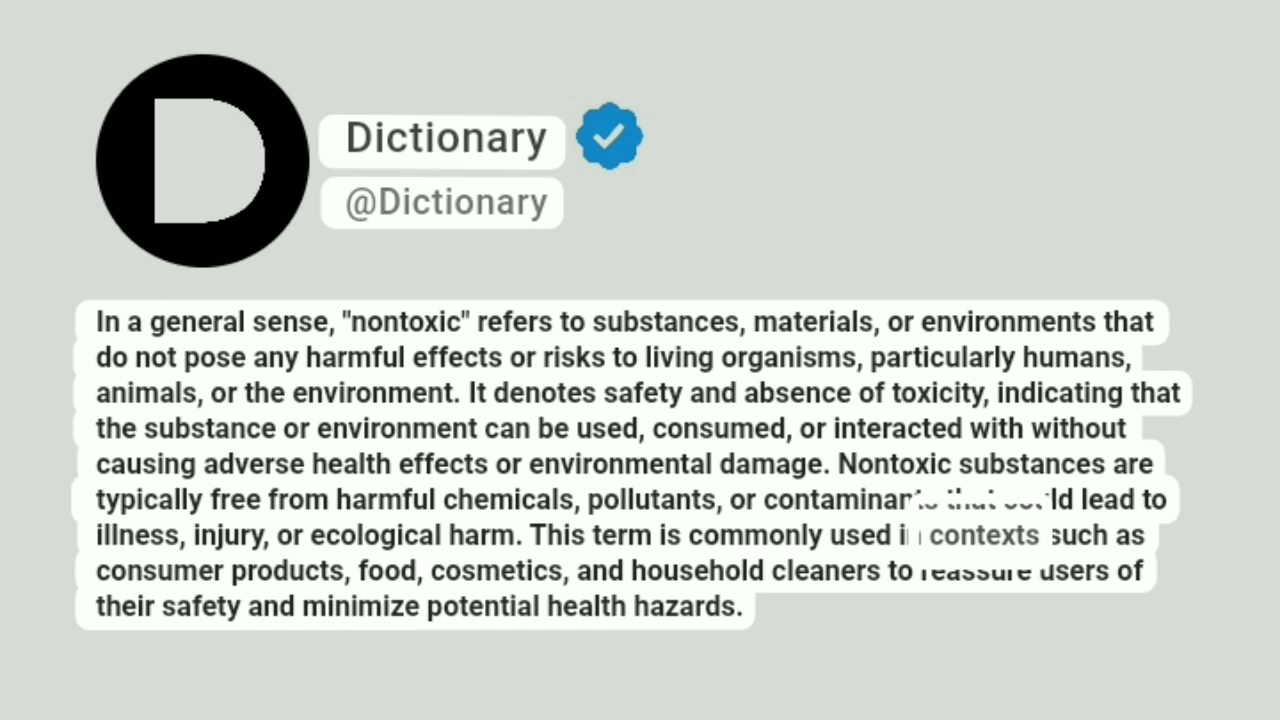 D
Dictionary
@Dictionary
In a general sense, "nontoxic" refers to substances, materials, or environments that
do not pose any harmful effects or risks to living organisms, particularly humans,
animals, or the environment. It denotes safety and absence of toxicity, indicating that
the substance or environment can be used, consumed, or interacted with without
causing adverse health effects or environmental damage. Nontoxic substances are
typically free from harmful chemicals, pollutants, or contaminants that could lead to
illness, injury, or ecological harm. This term is commonly used in contexts such as
consumer products, food, cosmetics, and household cleaners to reassure users of
their safety and minimize potential health hazards.